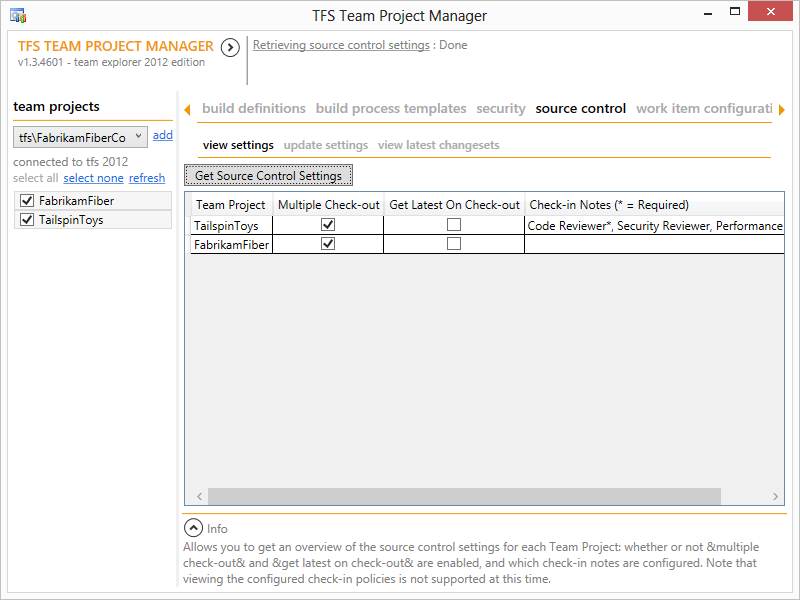 TFS Team Project Manager
TFS TEAM PROJECT MANAGER
v1.3.4601 - team explorer 2012 edition
Retrieving source control settings : Done
team projects
tfs\FabrikamFiberCo
add
connected to tfs 2012
select all select none refresh
FabrikamFiber
TailspinToys
build definitions build process templates security source control work item configurati
view settings update settings view latest changesets
Get Source Control Settings
Team Project Multiple Check-out Get Latest On Check-out Check-in Notes (* = Required)
TailspinToys Code Reviewer*, Security Reviewer, Performance
FabrikamFiber
Info
Allows you to get an overview of the source control settings for each Team Project: whether or not &multiple
check-out& and &get latest on check-out& are enabled, and which check-in notes are configured. Note that
viewing the configured check-in policies is not supported at this time.